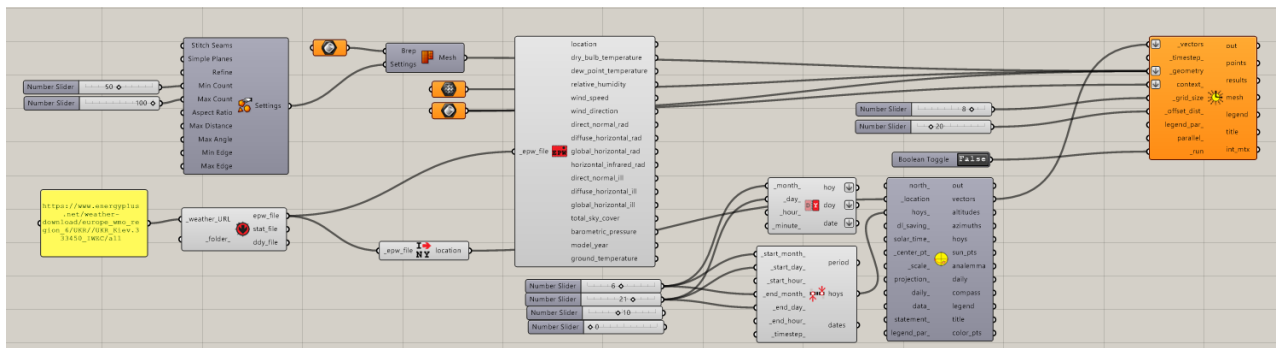 Stitch Seams
Simple Planes
Refine
Min Count
Max Count
Aspect Ratio
Max Distance
Max Angle
Min Edge
Max Edge
Settings
Number Slider 50
Number Slider 100
Brep
Settings
Mesh
https://www.energyplus
.net/weather-
download/europe_wmo_re
gion_6/UKR//UKR_Kiev.3
33450_IWEC/all
_weather_URL
_folder_
epw_file
stat_file
ddy_file
_epw_file
location
_epw_file
EPW
location
dry_bulb_temperature
dew_point_temperature
relative_humidity
wind_speed
wind_direction
direct_normal_rad
diffuse_horizontal_rad
global_horizontal_rad
horizontal_infrared_rad
direct_normal_ill
diffuse_horizontal_ill
global_horizontal_ill
total_sky_cover
barometric_pressure
model_year
ground_temperature
Number Slider 6
Number Slider 21
Number Slider 10
Number Slider 0
_month_
_day_
_hour_
_minute_
hoy
doy
date
_start_month_
_start_day_
_start_hour_
_end_month_
_end_day_
_end_hour_
_timestep_
period
hoys
dates
Number Slider 8
Number Slider 20
Boolean Toggle False
north_
_location
hoys_
dl_saving_
solar_time_
_center_pt_
_scale_
projection_
daily_
data_
statement_
legend_par_
out
vectors
altitudes
azimuths
hoys
sun_pts
analemma
daily
compass
legend
title
color_pts
_vectors
_timestep_
_geometry
context_
_grid_size
_offset_dist_
legend_par_
parallel_
_run
out
points
results
mesh
legend
title
int_mtx